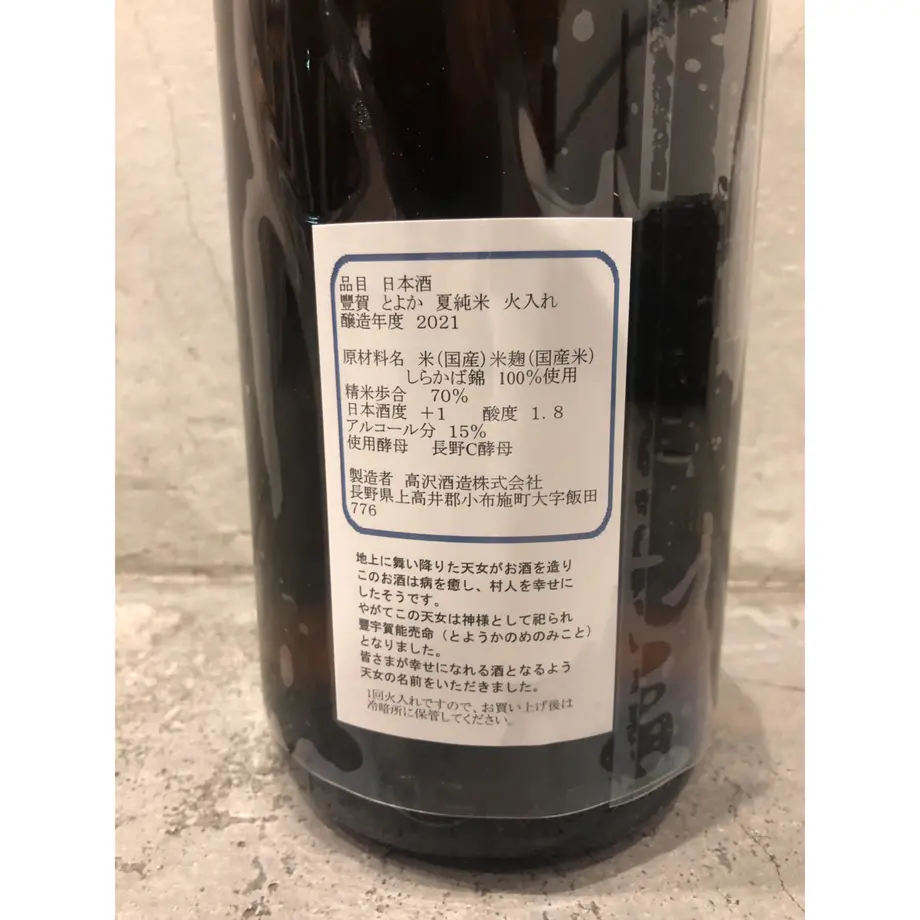 品目 日本酒
豐賀 とよか 夏純米 火入れ
醸造年度 2021
原材料名 米(国産)米麹(国産米)
しらかば錦 100%使用
精米歩合 70%
日本酒度 +1 酸度 1.8
アルコール分 15%
使用酵母 長野C酵母
製造者 高沢酒造株式会社
長野県上高井郡小布施町大字飯田
776
地上に舞い降りた天女がお酒を造り
このお酒は病を癒し、村人を幸せに
したそうです。
やがてこの天女は神様として祀られ
豐宇賀能売命(とようかのめのみこと)
となりました。
皆さまが幸せになれる酒となるよう
天女の名前をいただきました。
1回火入れですので、お買い上げ後は
冷暗所に保管してください。